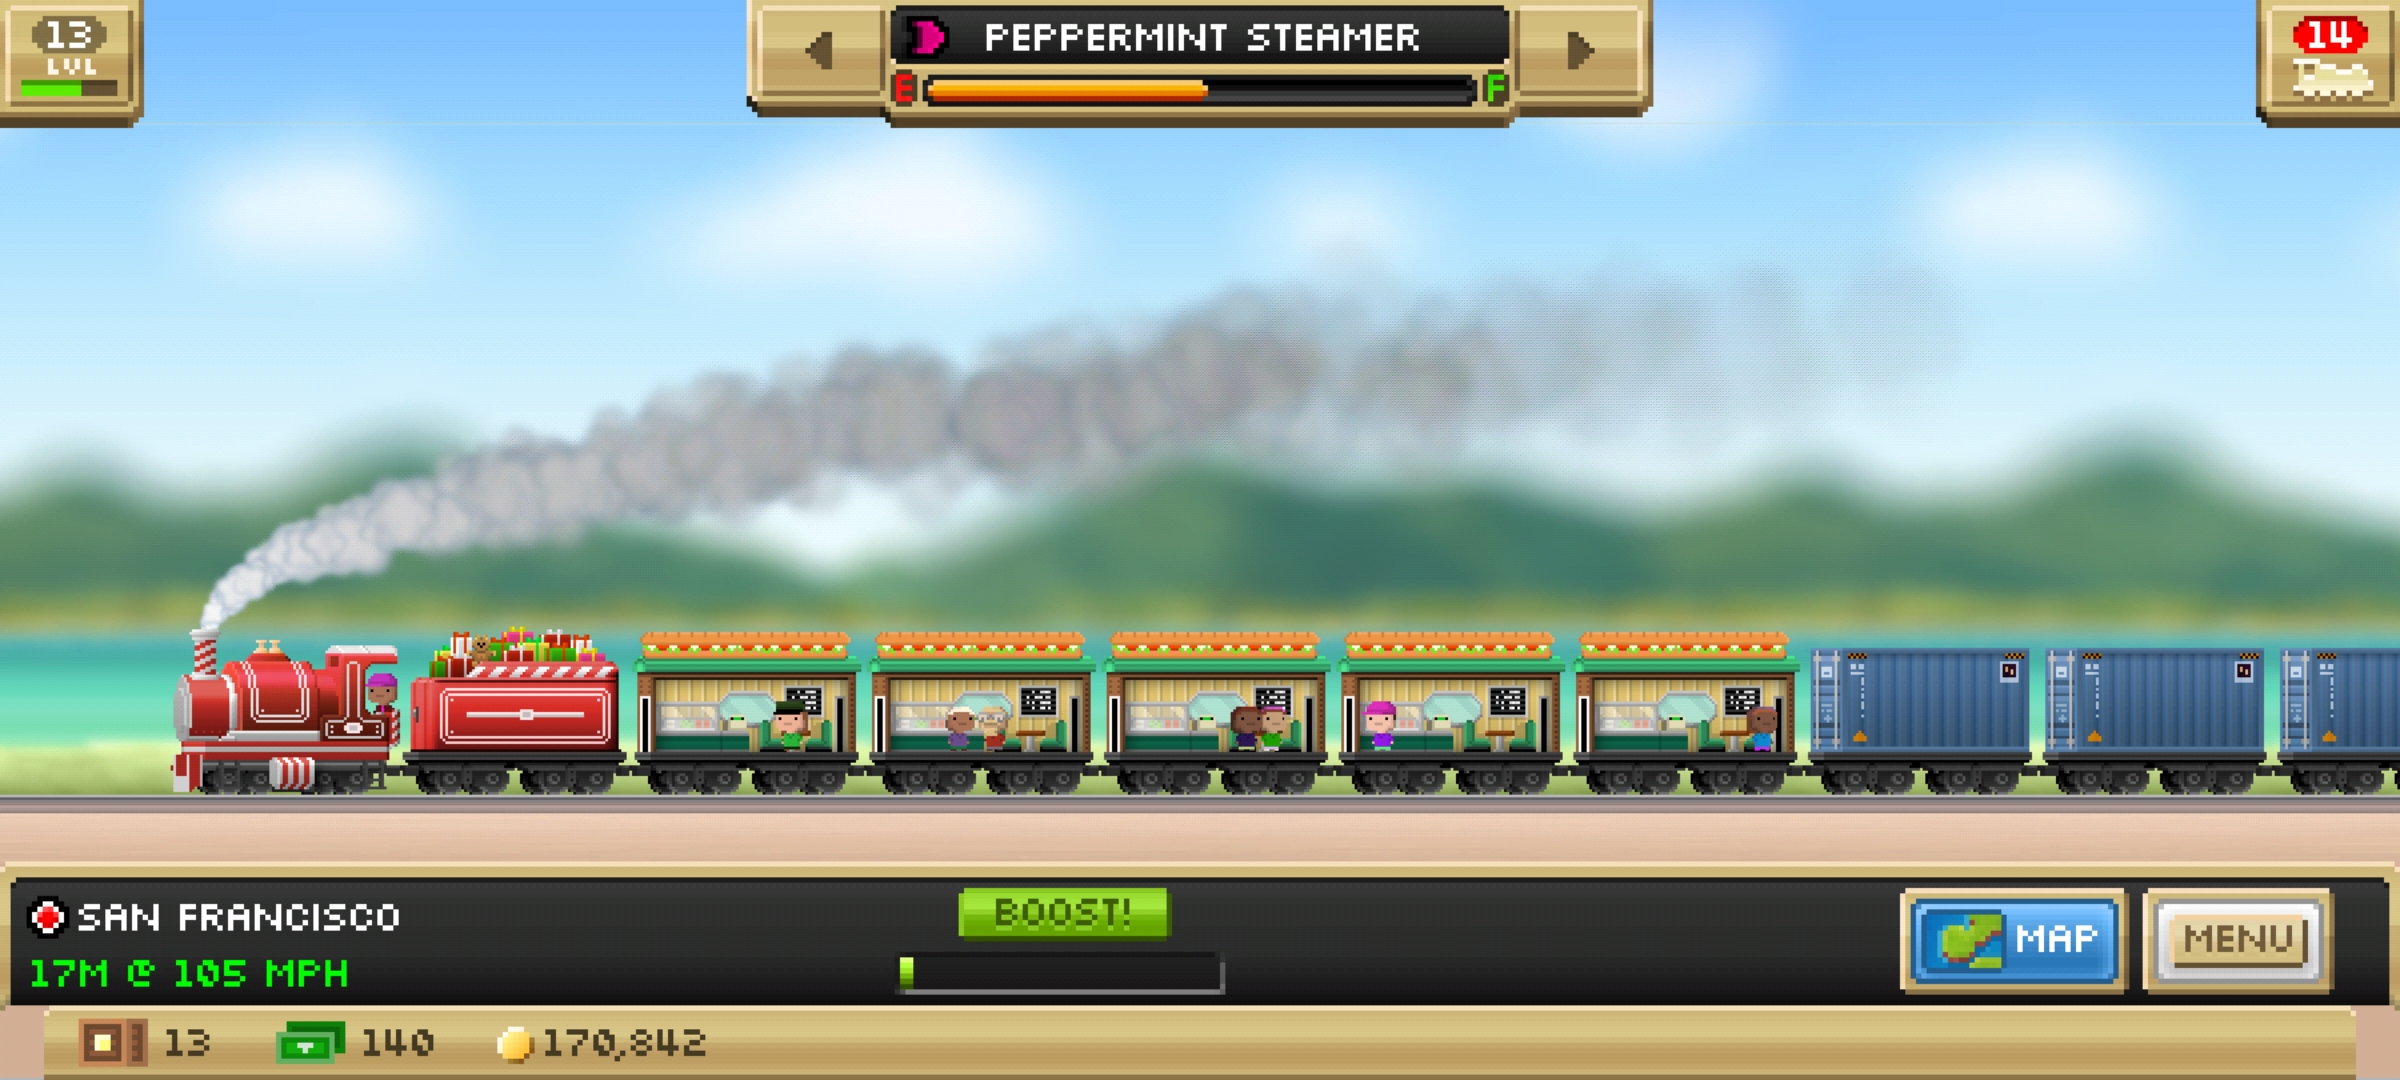 13
LVL
PEPPERMINT STEAMER
E F
14
SAN FRANCISCO
17M @ 105 MPH
BOOST!
MAP
MENU
13 140 170,842